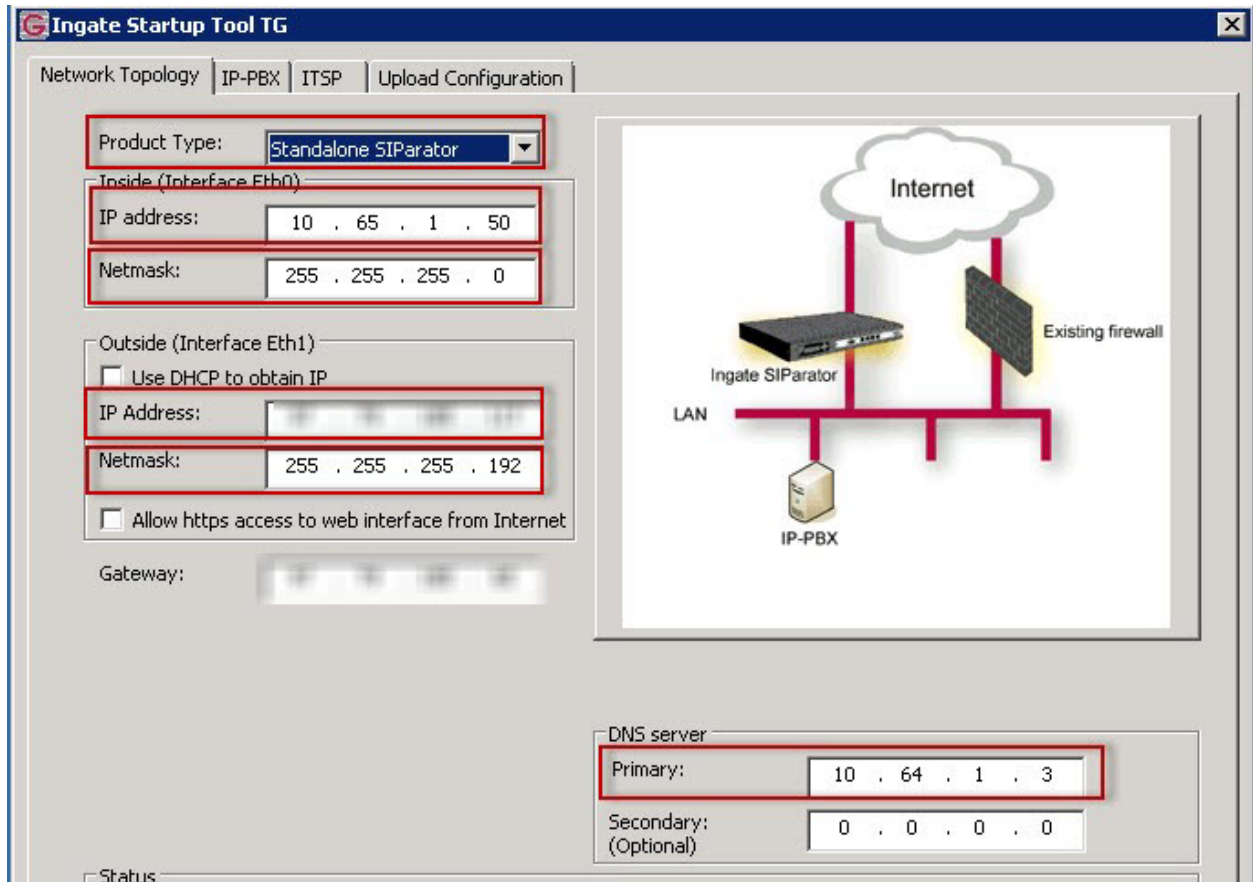 Ingate Startup Tool TG
Network Topology IP-PBX ITSP Upload Configuration
Product Type: Standalone SIParator
Inside (Interface Eth0)
IP address: 10 . 65 . 1 . 50
Netmask: 255 . 255 . 255 . 0
Outside (Interface Eth1)
Use DHCP to obtain IP
IP Address:
Netmask: 255 . 255 . 255 . 192
Allow https access to web interface from Internet
Gateway:
Internet
Existing firewall
Ingate SIParator
LAN
IP-PBX
DNS server
Primary: 10 . 64 . 1 . 3
Secondary: 0 . 0 . 0 . 0
(Optional)
Status